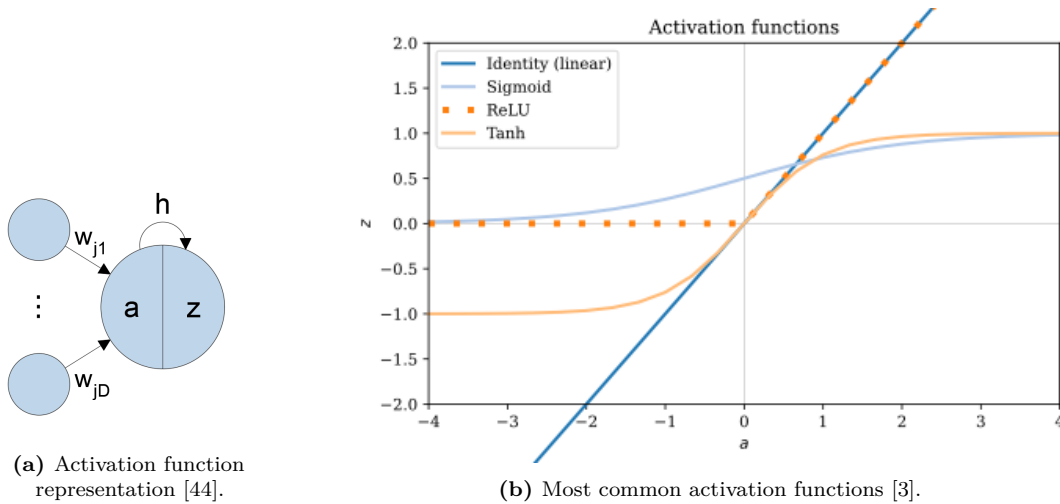 h
w_j1
a
z
⋮
w_jD
(a) Activation function
representation [44].
Activation functions
Identity (linear)
Sigmoid
ReLU
Tanh
2.0
1.5
1.0
0.5
0.0
−0.5
−1.0
−1.5
−2.0
z
−4
−3
−2
−1
0
1
2
3
4
a
(b) Most common activation functions [3].